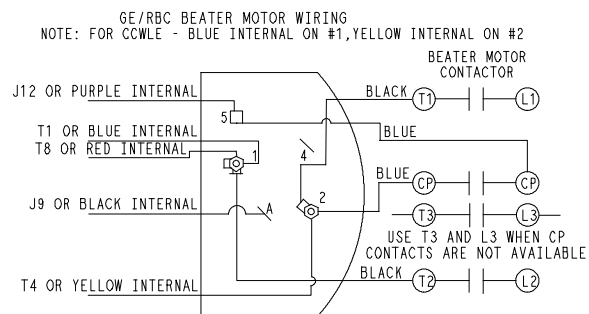 GE/RBC BEATER MOTOR WIRING
NOTE: FOR CCWLE - BLUE INTERNAL ON #1, YELLOW INTERNAL ON #2
BEATER MOTOR
CONTACTOR
J12 OR PURPLE INTERNAL
BLACK
T1
L1
5
T1 OR BLUE INTERNAL
BLUE
T8 OR RED INTERNAL
1
4
BLUE
CP
CP
2
J9 OR BLACK INTERNAL
A
T3
L3
USE T3 AND L3 WHEN CP
CONTACTS ARE NOT AVAILABLE
T4 OR YELLOW INTERNAL
BLACK
T2
L2